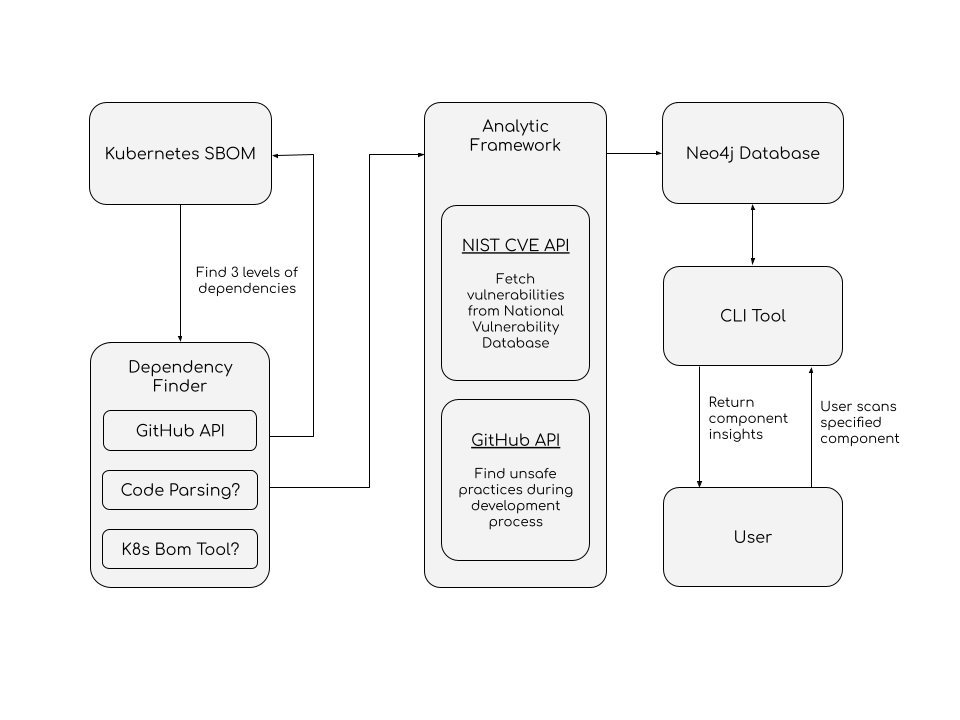 Kubernetes SBOM
Find 3 levels of
dependencies
Dependency
Finder
GitHub API
Code Parsing?
K8s Bom Tool?
Analytic
Framework
NIST CVE API
Fetch
vulnerabilities
from National
Vulnerability
Database
GitHub API
Find unsafe
practices during
development
process
Neo4j Database
CLI Tool
Return
component
insights
User scans
specified
component
User